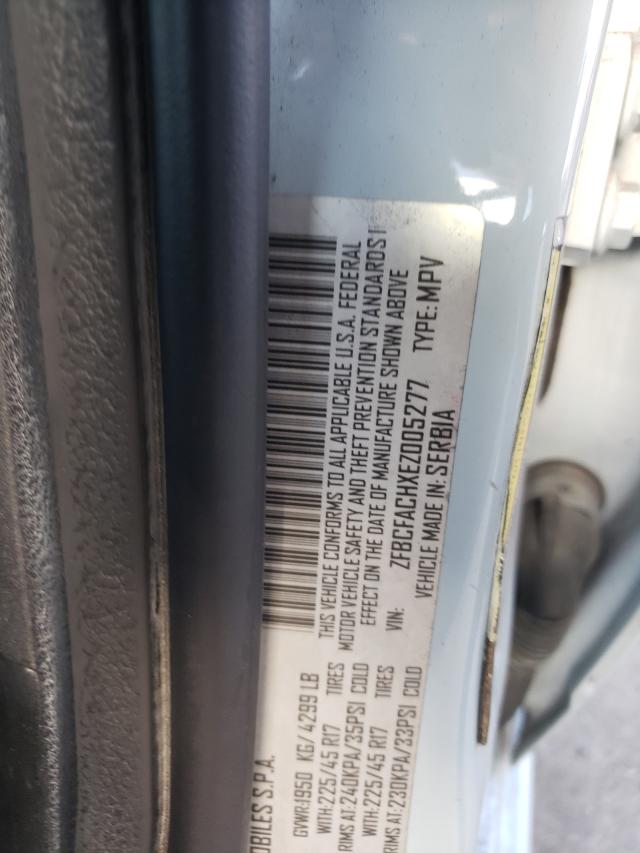 OBILES S.P.A.
GVWR:1950 KG/ 4299 LB
WITH:225/45 R17 TIRES
RIMS AT:240KPA/35PSI COLD
WITH:225/45 R17 TIRES
RIMS AT:230KPA/33PSI COLD
THIS VEHICLE CONFORMS TO ALL APPLICABLE U.S.A. FEDERAL
MOTOR VEHICLE SAFETY AND THEFT PREVENTION STANDARDS I
EFFECT ON THE DATE OF MANUFACTURE SHOWN ABOVE
VIN: ZFBCFACHXEZ005277 TYPE: MPV
VEHICLE MADE IN: SERBIA